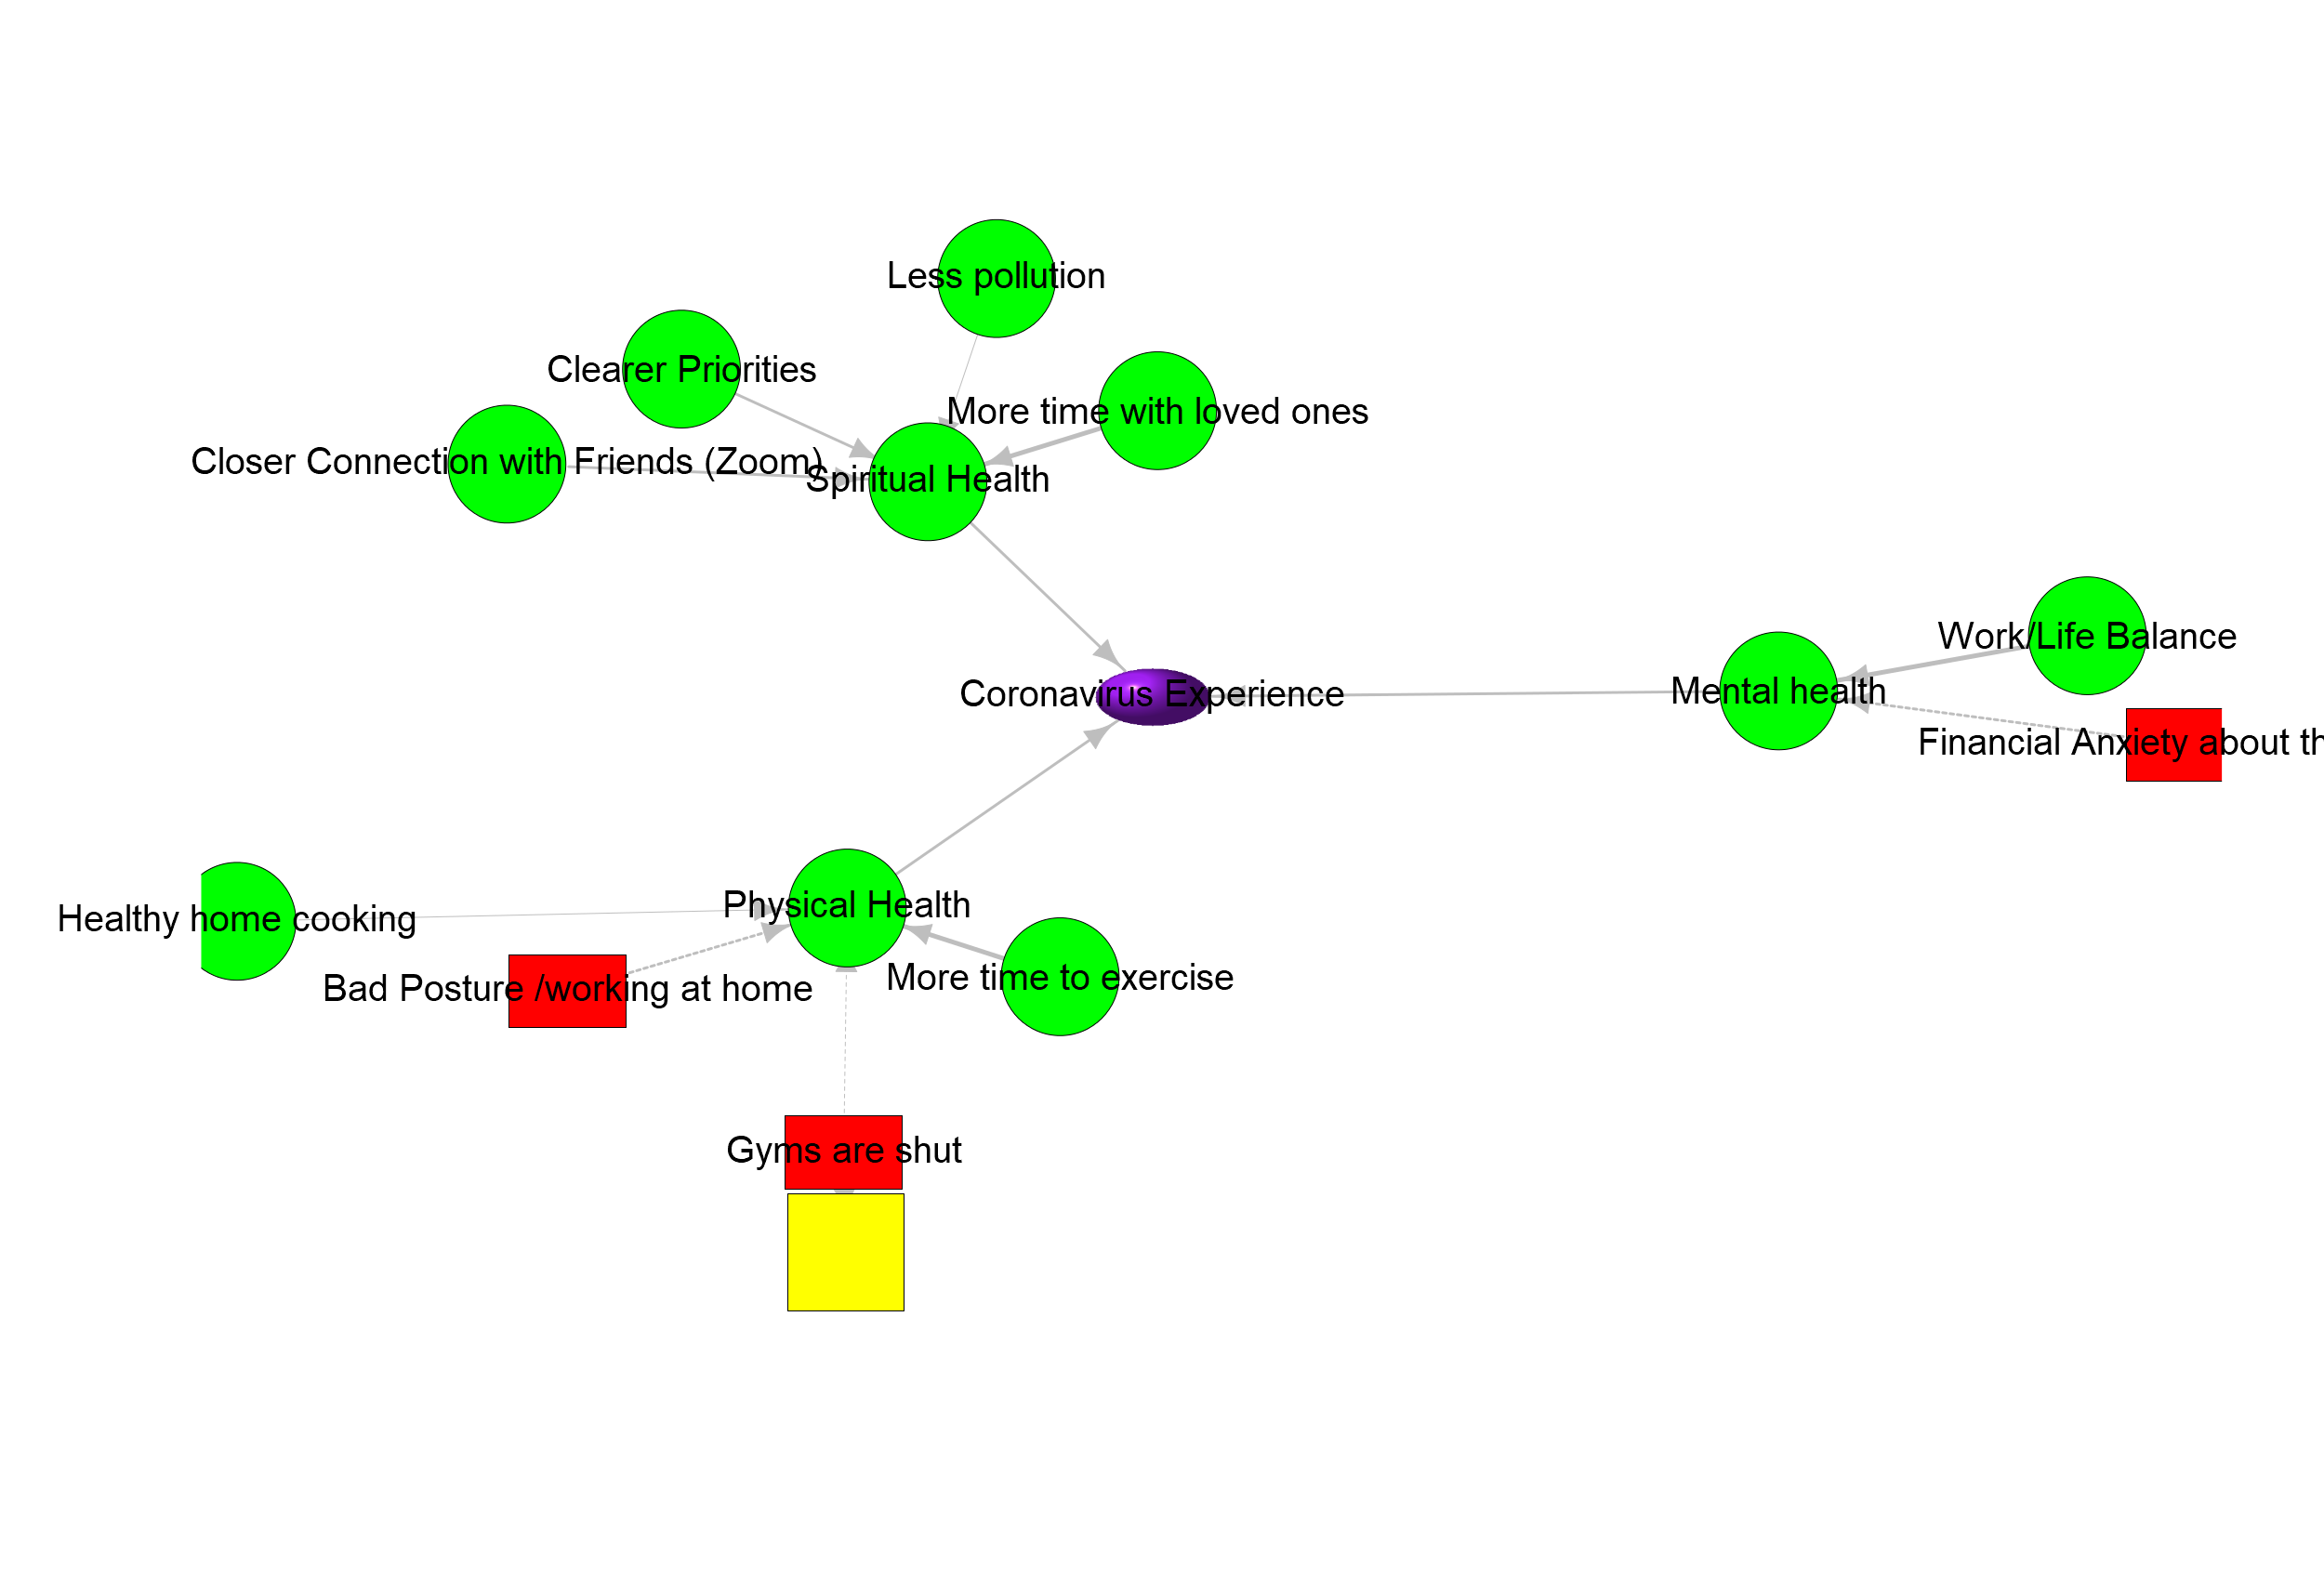 Less pollution
Clearer Priorities
More time with loved ones
Closer Connection with Friends (Zoom)
Spiritual Health
Work/Life Balance
Coronavirus Experience
Mental health
Financial Anxiety about
Physical Health
Healthy home cooking
More time to exercise
Bad Posture /working at home
Gyms are shut